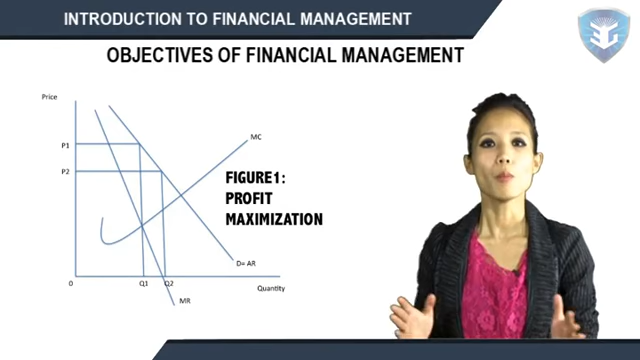 INTRODUCTION TO FINANCIAL MANAGEMENT
OBJECTIVES OF FINANCIAL MANAGEMENT
Price
MC
P1
P2
FIGURE1:
PROFIT
MAXIMIZATION
D= AR
0
Q1
Q2
Quantity
MR